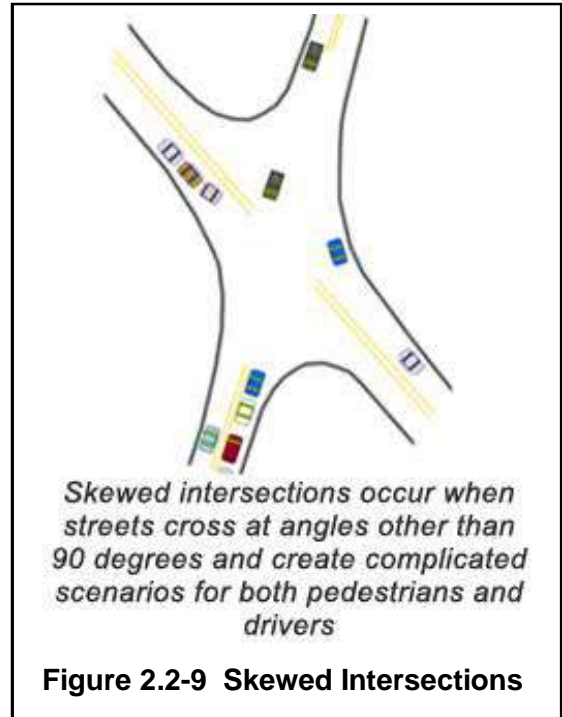 Skewed intersections occur when
streets cross at angles other than
90 degrees and create complicated
scenarios for both pedestrians and
drivers
Figure 2.2-9 Skewed Intersections